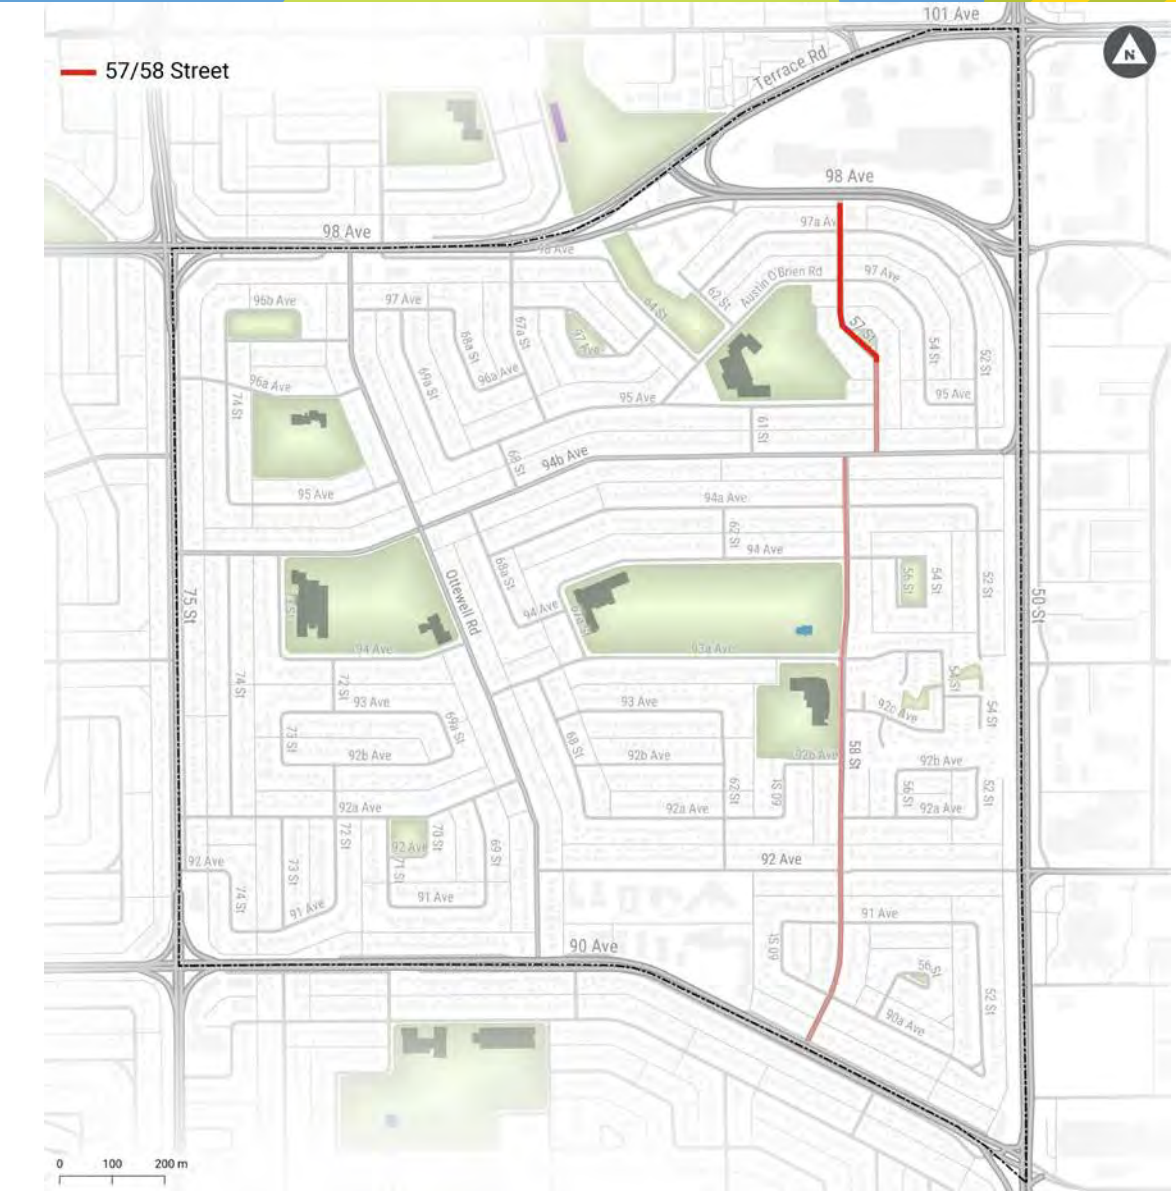 101 Ave
N
57/58 Street
Terrace Rd
98 Ave
97a Av
98 Ave
98 Ave
Austin O'Brien Rd
97 Ave
62 St
96b Ave
97 Ave
64 St
67a St
68a St
97 Ave
57 St
54 St
52 St
96a Ave
96a Ave
69a St
74 St
95 Ave
95 Ave
61 St
94b Ave
68 St
95 Ave
94a Ave
62 St
94 Ave
68a St
56 St
54 St
52 St
Ottewell Rd
75 St
50 St
94 Ave
94 Ave
93a Ave
74 St
72 St
93 Ave
93 Ave
54 St
54 St
92c Ave
69a St
73 St
68 St
92b Ave
92b Ave
92b Ave
58 St
92b Ave
62 St
60 St
56 St
52 St
92a Ave
92a Ave
92a Ave
72 St
70 St
92 Ave
69 St
92 Ave
92 Ave
73 St
71 St
74 St
91 Ave
91 Ave
91 Ave
90 Ave
60 St
56 St
52 St
90a Ave
0 100 200 m